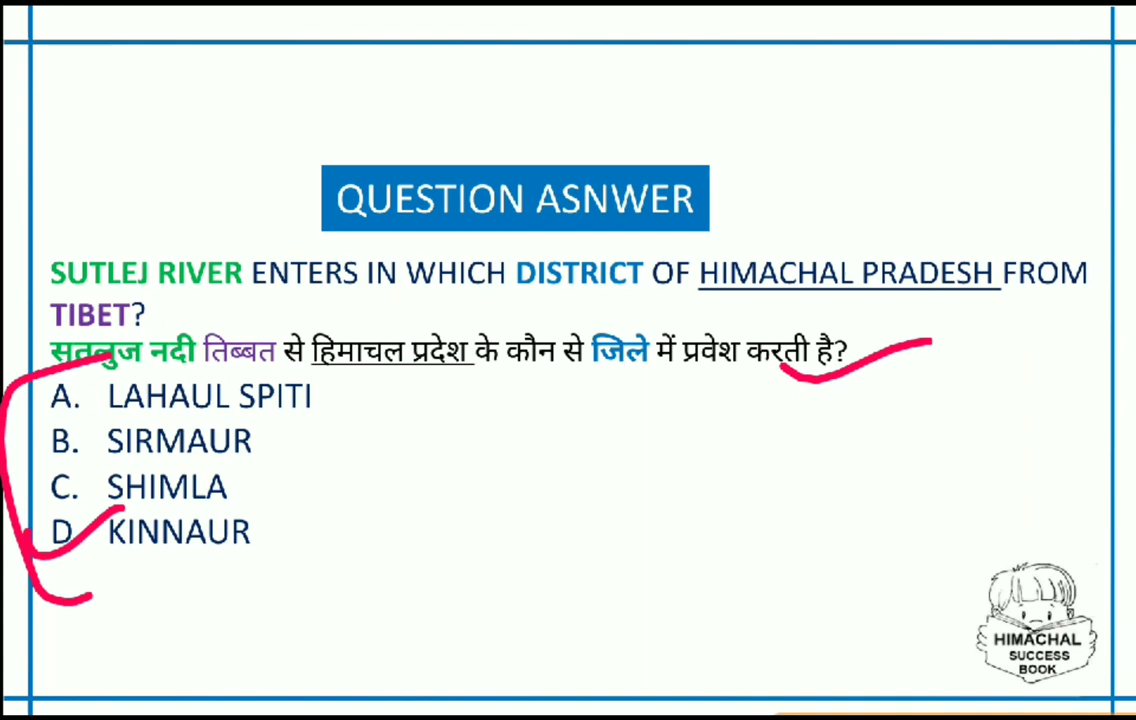 QUESTION ASNWER
SUTLEJ RIVER ENTERS IN WHICH DISTRICT OF HIMACHAL PRADESH FROM
TIBET?
सतलुज नदी तिब्बत से हिमाचल प्रदेश के कौन से जिले में प्रवेश करती है?
A. LAHAUL SPITI
B. SIRMAUR
C. SHIMLA
D. KINNAUR
HIMACHAL
SUCCESS
BOOK